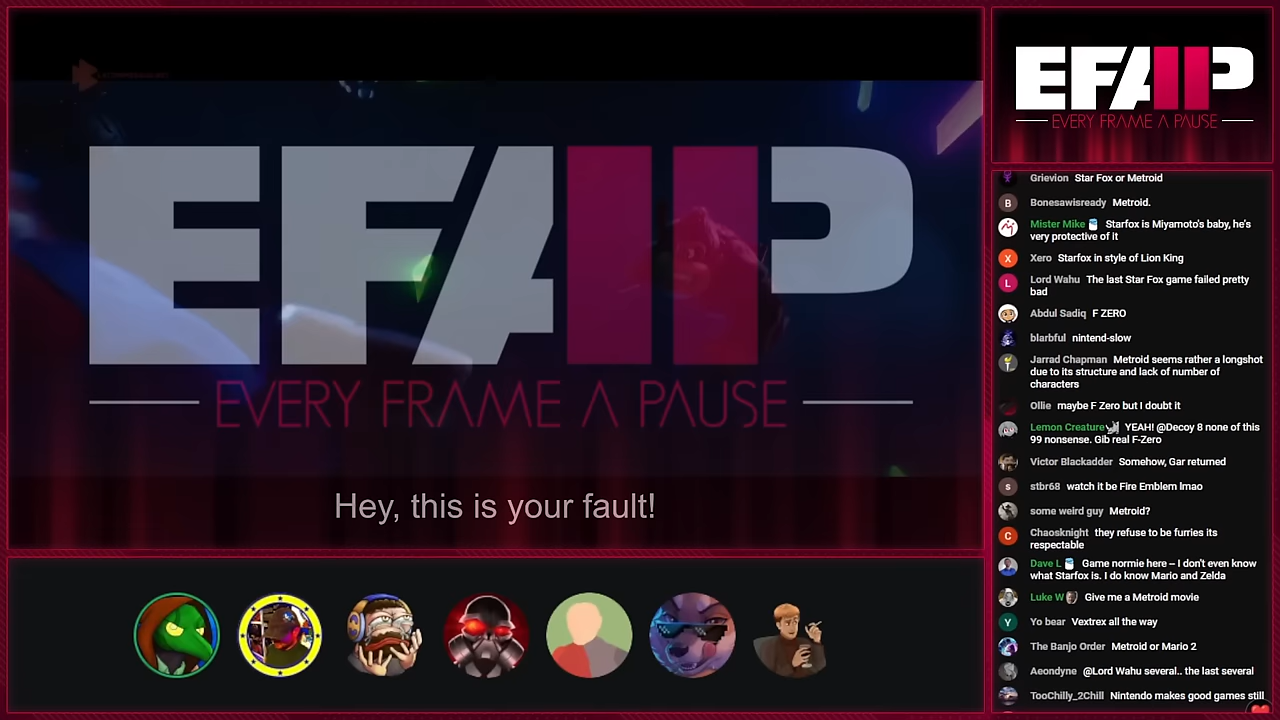 EFAP
EVERY FRAME A PAUSE
Hey, this is your fault!
EFAP
EVERY FRAME A PAUSE
Grievion Star Fox or Metroid
B Bonesawisready Metroid.
Mister Mike Starfox is Miyamoto's baby, he's
very protective of it
X Xero Starfox in style of Lion King
L Lord Wahu The last Star Fox game failed pretty
bad
Abdul Sadiq F ZERO
blarbful nintend-slow
Jarrad Chapman Metroid seems rather a longshot
due to its structure and lack of number of
characters
Ollie maybe F Zero but I doubt it
Lemon Creature YEAH! @Decoy 8 none of this
99 nonsense. Gib real F-Zero
Victor Blackadder Somehow, Gar returned
s stbr68 watch it be Fire Emblem lmao
some weird guy Metroid?
C Chaosknight they refuse to be furries its
respectable
Dave L Game normie here – I don't even know
what Starfox is. I do know Mario and Zelda
Luke W Give me a Metroid movie
Y Yo bear Vextrex all the way
The Banjo Order Metroid or Mario 2
Aeondyne @Lord Wahu several.. the last several
TooChilly_2Chill Nintendo makes good games still